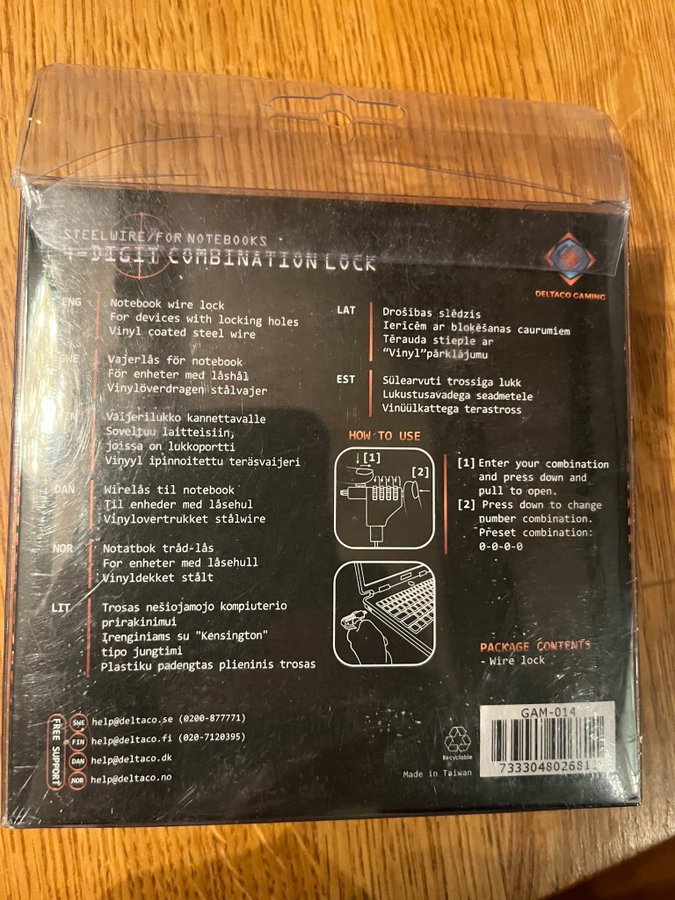 STEELWIRE/FOR NOTEBOOKS
4-DIGIT COMBINATION LOCK
DELTACO GAMING
ENG
Notebook wire lock
For devices with locking holes
Vinyl coated steel wire
SWE
Vajerlås för notebook
För enheter med låshål
Vinylöverdragen stålvajer
FIN
Vaijerilukko kannettavalle
Soveltuu laitteisiin,
joissa on lukkoportti
Vinyyl ipinnoitettu teräsvaijeri
DAN
Wirelås til notebook
Til enheder med låsehul
Vinylovertrukket stålwire
NOR
Notatbok tråd-lås
For enheter med låsehull
Vinyldekket stålt
LIT
Trosas nešiojamojo kompiuterio
prirakinimui
Įrenginiams su "Kensington"
tipo jungtimi
Plastiku padengtas plieninis trosas
LAT
Drošības slēdzis
Ierīcēm ar bloķēšanas caurumiem
Tērauda stieple ar
“Vinyl”pārklājumu
EST
Sülearvuti trossiga lukk
Lukustusavadega seadmetele
Vinüülkattega terastross
HOW TO USE
[1]
[2]
[1] Enter your combination
and press down and
pull to open.
[2] Press down to change
number combination.
Preset combination:
0-0-0-0
PACKAGE CONTENTS
- Wire lock
FREE SUPPORT
SWE help@deltaco.se (0200-877771)
FIN help@deltaco.fi (020-7120395)
DAN help@deltaco.dk
NOR help@deltaco.no
Recyclable
Made in Taiwan
GAM-014